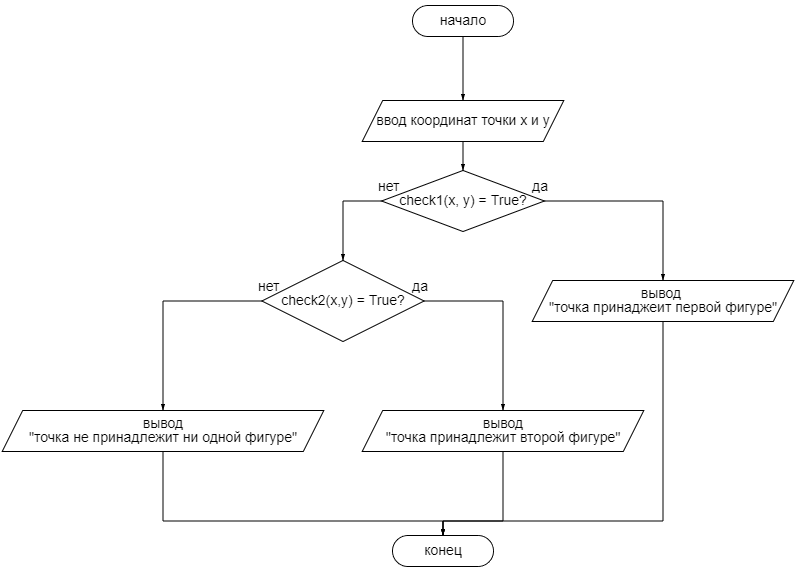 начало
ввод координат точки x и y
нет
да
check1(x, y) = True?
нет
да
check2(x,y) = True?
вывод
"точка принаджеит первой фигуре"
вывод
"точка не принадлежит ни одной фигуре"
вывод
"точка принадлежит второй фигуре"
конец